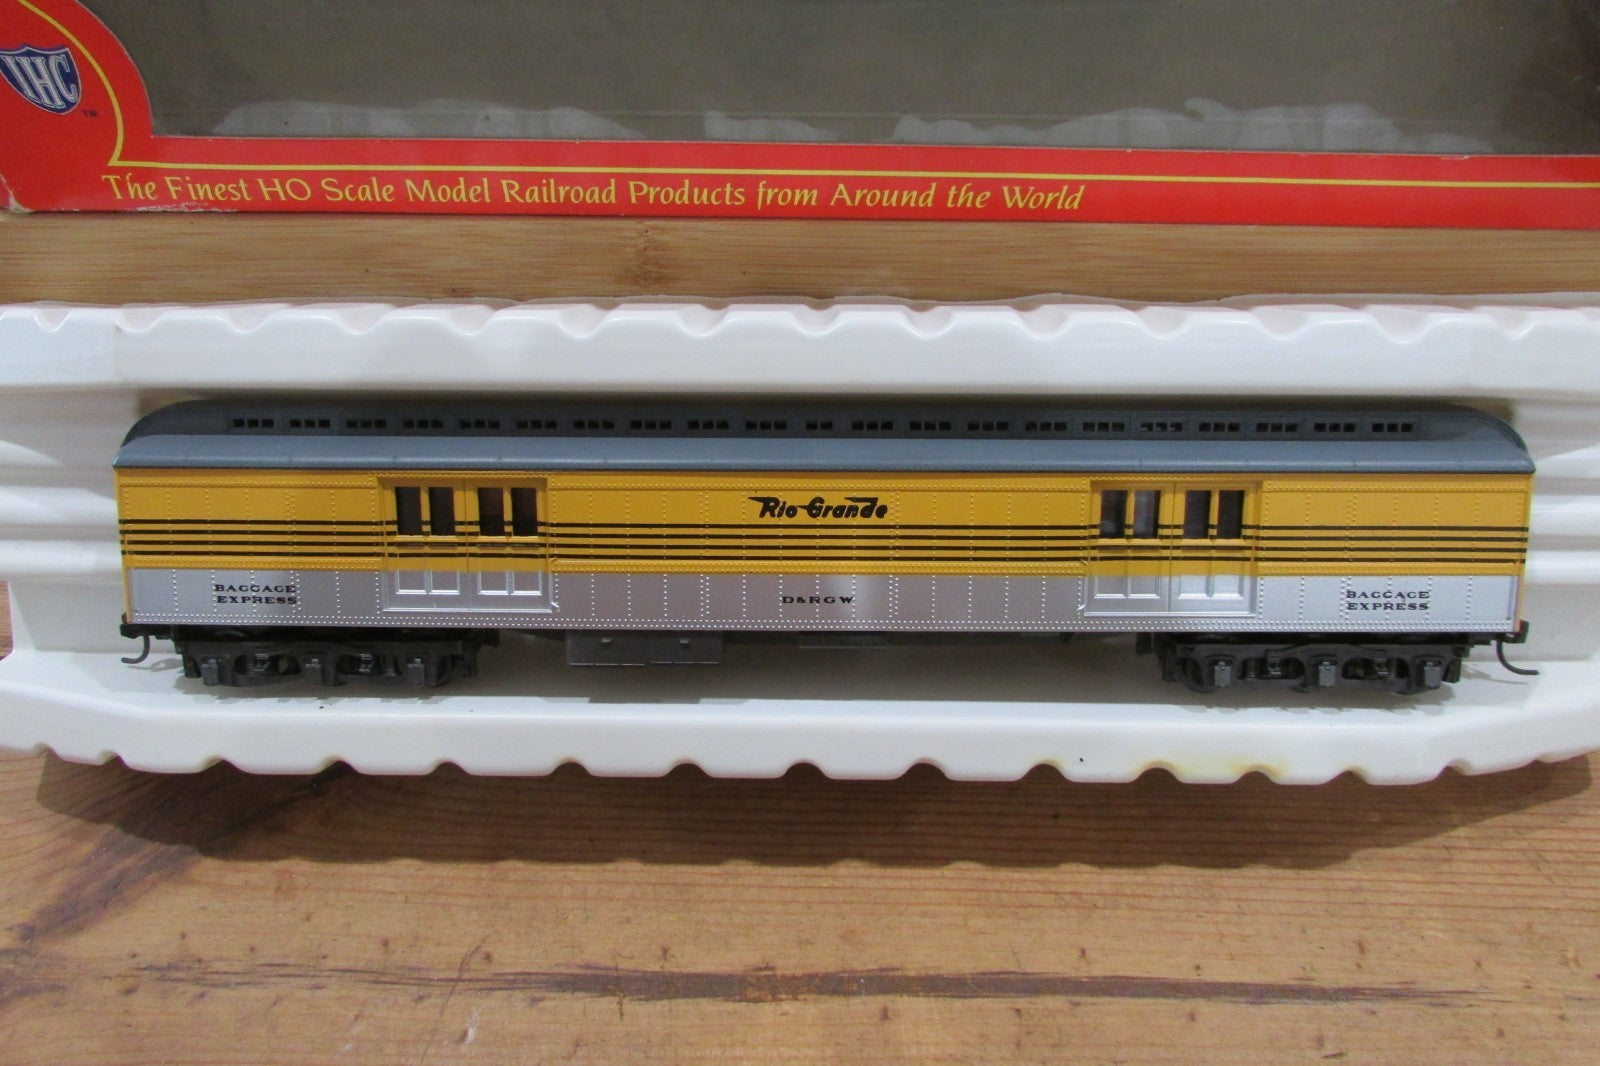 IHC
TM
The Finest HO Scale Model Railroad Products from Around the World
Rio Grande
BAGGAGE
EXPRESS
D&RGW
BAGGAGE
EXPRESS